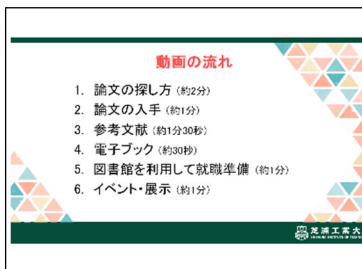 動画の流れ
1. 論文の探し方 (約2分)
2. 論文の入手 (約1分)
3. 参考文献 (約1分30秒)
4. 電子ブック (約30秒)
5. 図書館を利用して就職準備 (約1分)
6. イベント・展示 (約1分)
芝浦工業大